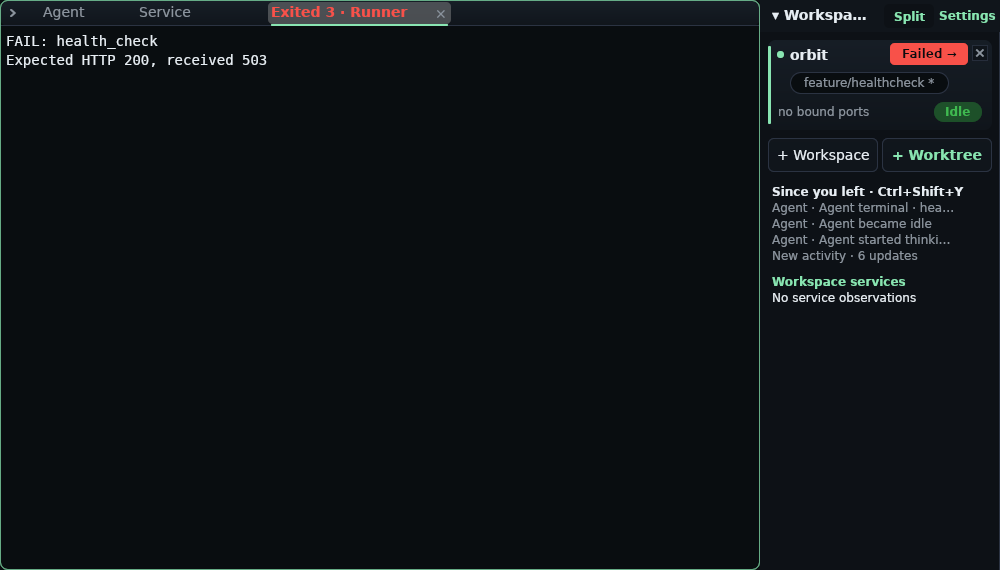 Agent
Service
Exited 3 · Runner ×
FAIL: health_check
Expected HTTP 200, received 503
▼ Workspa…
Split
Settings
orbit
Failed → ×
feature/healthcheck *
no bound ports
Idle
+ Workspace
+ Worktree
Since you left · Ctrl+Shift+Y
Agent · Agent terminal · hea…
Agent · Agent became idle
Agent · Agent started thinki…
New activity · 6 updates
Workspace services
No service observations